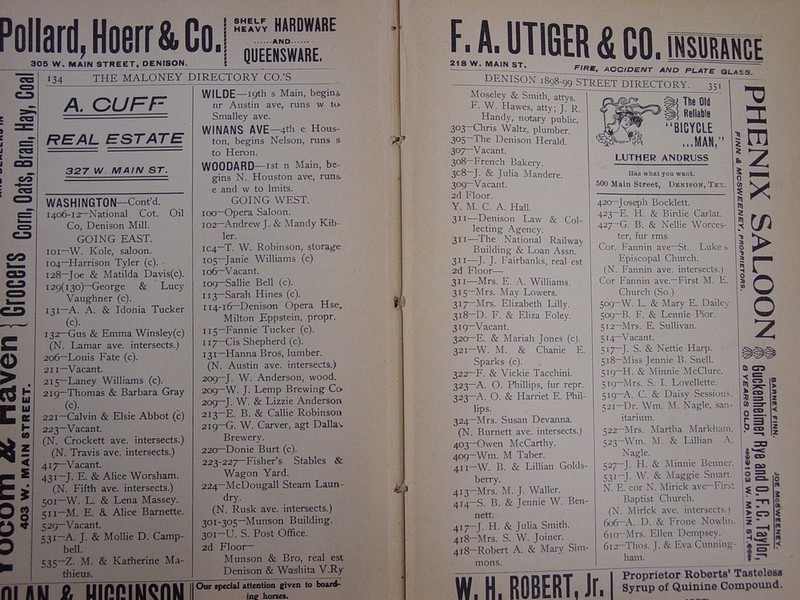 Pollard, Hoerr & Co.
SHELF HEAVY HARDWARE
......AND......
QUEENSWARE.
305 W. MAIN STREET, DENISON.
134 THE MALONEY DIRECTORY CO.'S
Corn, Oats, Bran, Hay, Coal
Grocers
Yocom & Haven
403 W. MAIN STREET.
A. CUFF
REAL ESTATE
327 W MAIN ST.
WASHINGTON—Cont'd.
1406-12—National Cot. Oil
Co, Denison Mill.
GOING EAST.
101—W. Kole, saloon.
104—Harrison Tyler (c).
128—Joe & Matilda Davis(c).
129(130)—George & Lucy
Vaughner (c).
131—A. A. & Idonia Tucker
(c).
132—Gus & Emma Winsley(c)
(N. Lamar ave. intersects.)
206—Louis Fate (c).
211—Vacant.
215—Laney Williams (c).
219—Thomas & Barbara Gray
(c).
221—Calvin & Elsie Abbot (c)
223—Vacant.
(N. Crockett ave. intersects.)
(N. Travis ave. intersects.)
417—Vacant.
431—J. E. & Alice Worsham.
(N. Fifth ave. intersects.)
501—W. L. & Lena Massey.
511—M. E. & Alice Barnette.
529—Vacant.
531—A. J. & Mollie D. Camp-
bell.
535—Z. M. & Katherine Ma-
thieus.
WILDE—19th s Main, begins
nr Austin ave, runs w to
Smalley ave.
WINANS AVE—4th e Hous-
ton, begins Nelson, runs s
to Heron.
WOODARD—1st n Main, be-
gins N. Houston ave, runs
e and w to lmits.
GOING WEST.
100—Opera Saloon.
102—Andrew J. & Mandy Kib-
ler.
1C4—T. W. Robinson, storage
105—Janie Williams (c)
106—Vacant.
109—Sallie Bell (c).
113—Sarah Hines (c).
114-16—Denison Opera Hse,
Milton Eppstein, propr.
115—Fannie Tucker (c).
117—Cis Shepherd (c).
131—Hanna Bros, lumber.
(N. Austin ave. intersects.)
209—J. W. Anderson, wood.
209—W. J. Lemp Brewing Co
209—J. W. & Lizzie Anderson
213—E. B. & Callie Robinson
219—G. W. Carver, agt Dallas
Brewery.
220—Donie Burt (c).
223-227—Fisher's Stables &
Wagon Yard.
224—McDougall Steam Laun-
dry.
(N. Rusk ave. intersects.)
301-305—Munson Building.
301—U. S. Post Office.
2d Floor—
Munson & Bro, real est
Denison & Washita V.Ry
& HIGGINSON
Our special attention given to board-
ing horses.
F. A. UTIGER & CO. INSURANCE
218 W. MAIN ST. FIRE, ACCIDENT AND PLATE GLASS.
DENISON 1898-99 STREET DIRECTORY. 351
Moseley & Smith, attys.
F. W. Hawes, atty; J. R.
Handy, notary public.
303—Chris Waltz, plumber.
305—The Denison Herald.
307—Vacant.
308—French Bakery.
3c8—J. & Julia Mandere.
309—Vacant.
2d Floor.
Y. M. C. A. Hall.
311—Denison Law & Col-
lecting Agency.
311—The National Railway
Building & Loan Assn.
311—J. J. Fairbanks, real est
2d Floor—
311—Mrs. E. A. Williams.
315—Mrs. May Lowers.
317—Mrs. Elizabeth Lilly.
318—D. F. & Eliza Foley.
319—Vacant.
320—E. & Mariah Jones (c).
321—W. M. & Chanie E.
Sparks (c).
322—F. & Vickie Tacchini.
323—A. O. Phillips, fur repr.
323—A. O. & Harriet E. Phil-
lips.
324—Mrs. Susan Devanna.
(N. Burnett ave. intersects.)
403—Owen McCarthy.
409—Wm. M Taber.
411—W. B. & Lillian Golds-
berry.
413—Mrs. M. J. Waller.
414—S. B. & Jennie W. Ben-
nett.
417—J. H. & Julia Smith.
418—Mrs. S. W. Joiner.
418—Robert A. & Mary Sim-
mons.
The Old
Reliable
"BICYCLE
...MAN,"
LUTHER ANDRUSS
Has what you want.
500 Main Street, DENISON, TEX.
420—Joseph Bocklett.
423—E. H. & Birdie Carlat.
427—G. B. & Nellie Worces-
ter, fur rms.
Cor. Fannin ave—St. Luke s
Episcopal Church.
(N. Fannin ave. intersects.)
Cor Fannin ave.—First M. E.
Church (So.)
509—W. L. & Mary E. Dailey
509—B. F. & Lennie Pior.
512—Mrs. E. Sullivan.
514—Vacant.
517—J. S. & Nettie Harp.
518—Miss Jennie B. Snell.
519—H. & Minnie McClure.
519—Mrs. S. I. Lovellette.
519—A. C. & Daisy Sessions.
521—Dr. Wm. M. Nagle, san-
itarium.
522—Mrs. Martha Markham.
523—Wm. M. & Lillian A.
Nagle.
527—J. H. & Minnie Benner.
531—J. W. & Maggie Smart.
N. E. cor N. Mirick ave—First
Baptist Church.
(N. Mirick ave. intersects.)
606—A. D. & Frone Nowlin.
610—Mrs. Ellen Dempsey.
612—Thos. J. & Eva Cunning-
ham.
PHENIX SALOON
FINN & MCSWEENEY, PROPRIETORS.
BARNEY FINN. JOE McSWEENEY.
Guckenheimer Rye and O. F. C. Taylor,
8 YEARS OLD. 103 W. MAIN ST.
W. H. ROBERT, Jr.
Proprietor Roberts' Tasteless
Syrup of Quinine Compound.